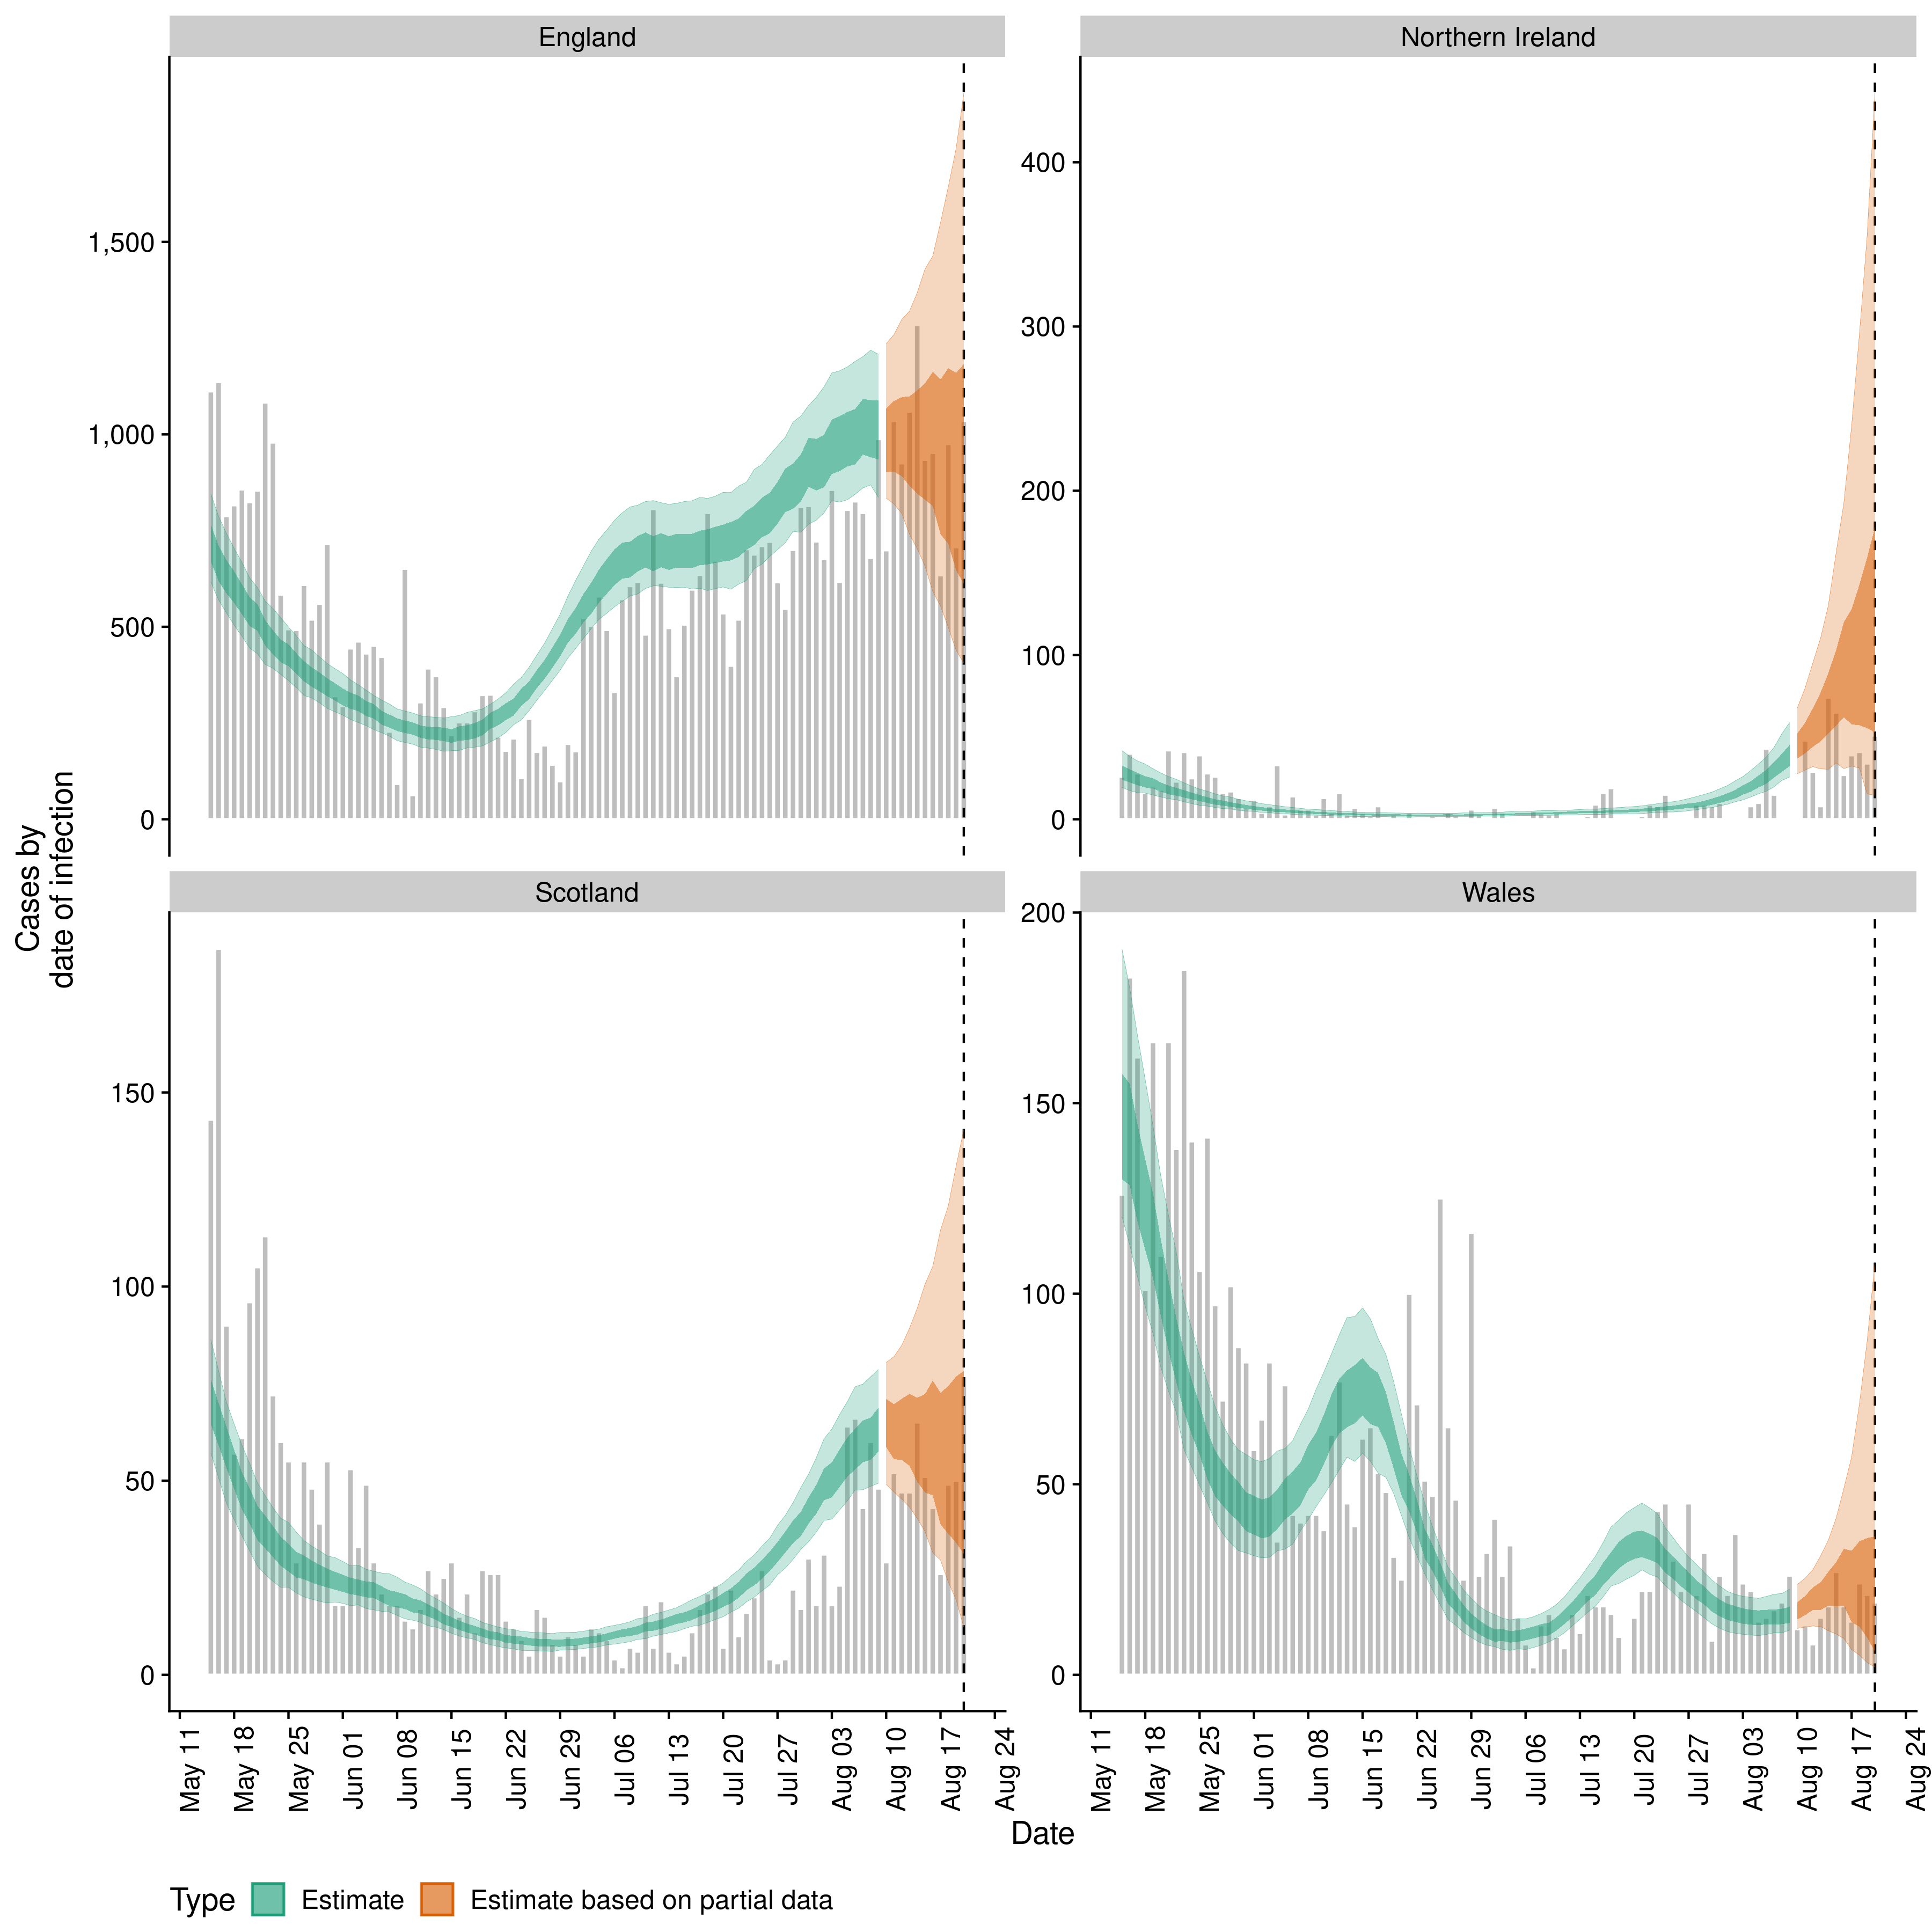 England
Northern Ireland
1,500
1,000
500
0
400
300
200
100
0
Cases by
date of infection
Scotland
Wales
150
100
50
0
200
150
100
50
0
May 11
May 18
May 25
Jun 01
Jun 08
Jun 15
Jun 22
Jun 29
Jul 06
Jul 13
Jul 20
Jul 27
Aug 03
Aug 10
Aug 17
Aug 24
May 11
May 18
May 25
Jun 01
Jun 08
Jun 15
Jun 22
Jun 29
Jul 06
Jul 13
Jul 20
Jul 27
Aug 03
Aug 10
Aug 17
Aug 24
Date
Type Estimate Estimate based on partial data